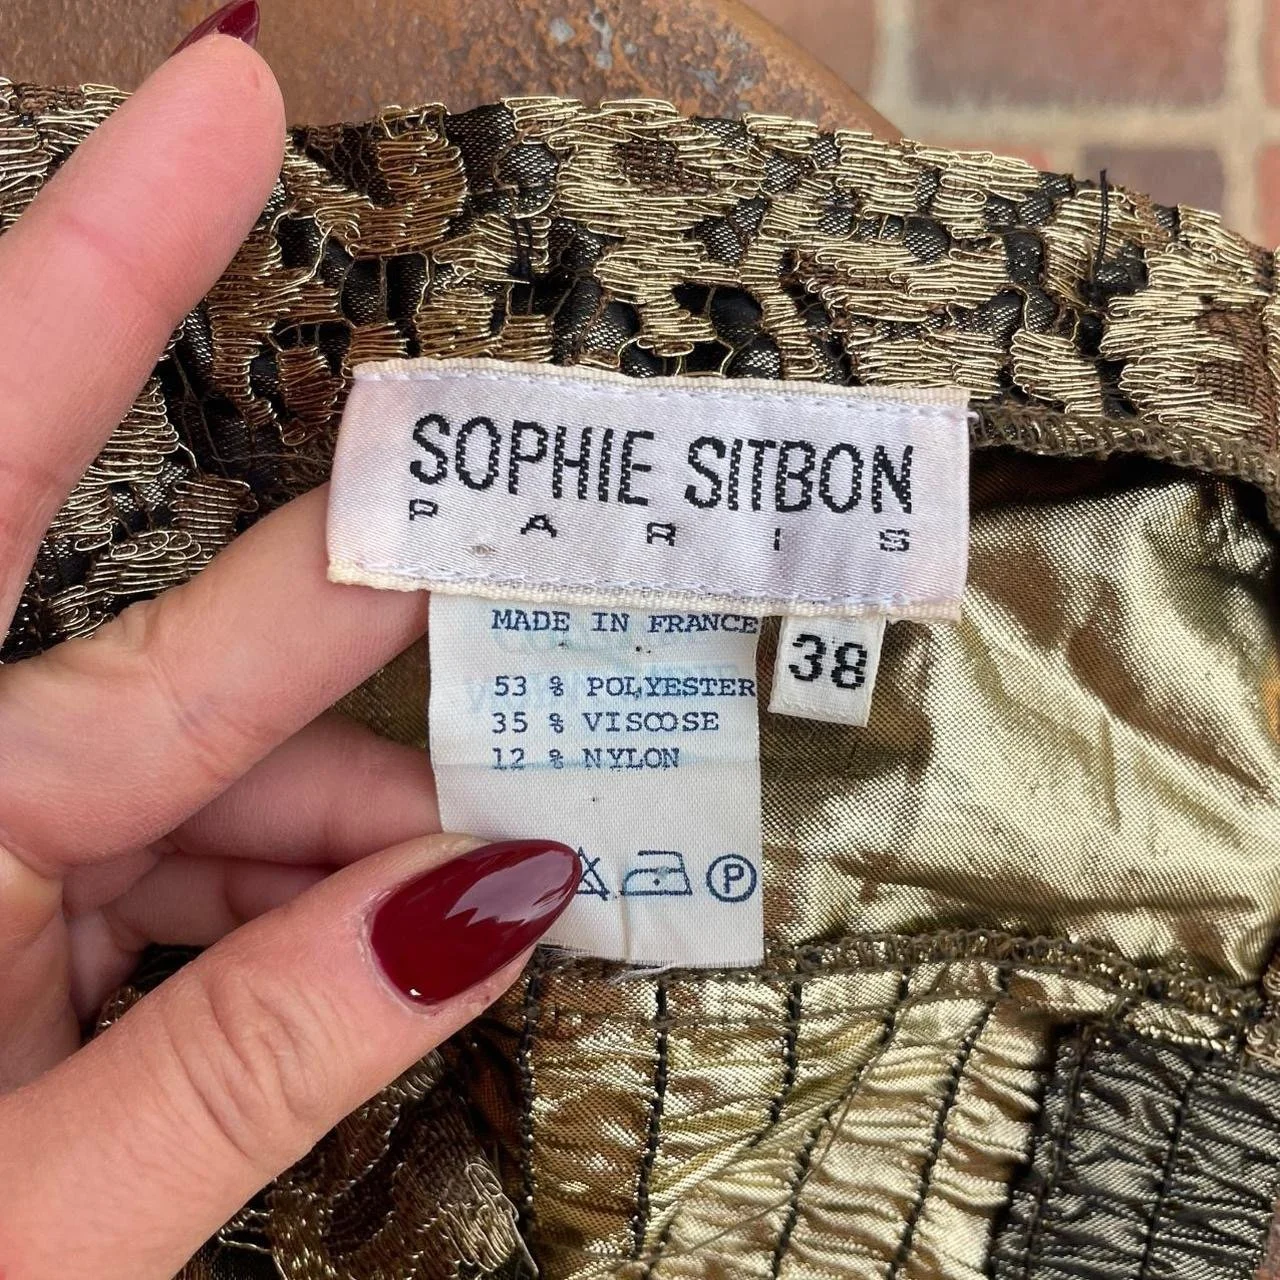 SOPHIE SITBON
PARIS
MADE IN FRANCE
38
53 % POLYESTER
35 % VISCOSE
12 % NYLON
P